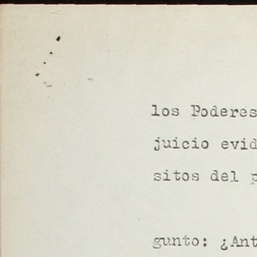 los Poderes
juicio evid
sitos del p
gunto: ¿Ant